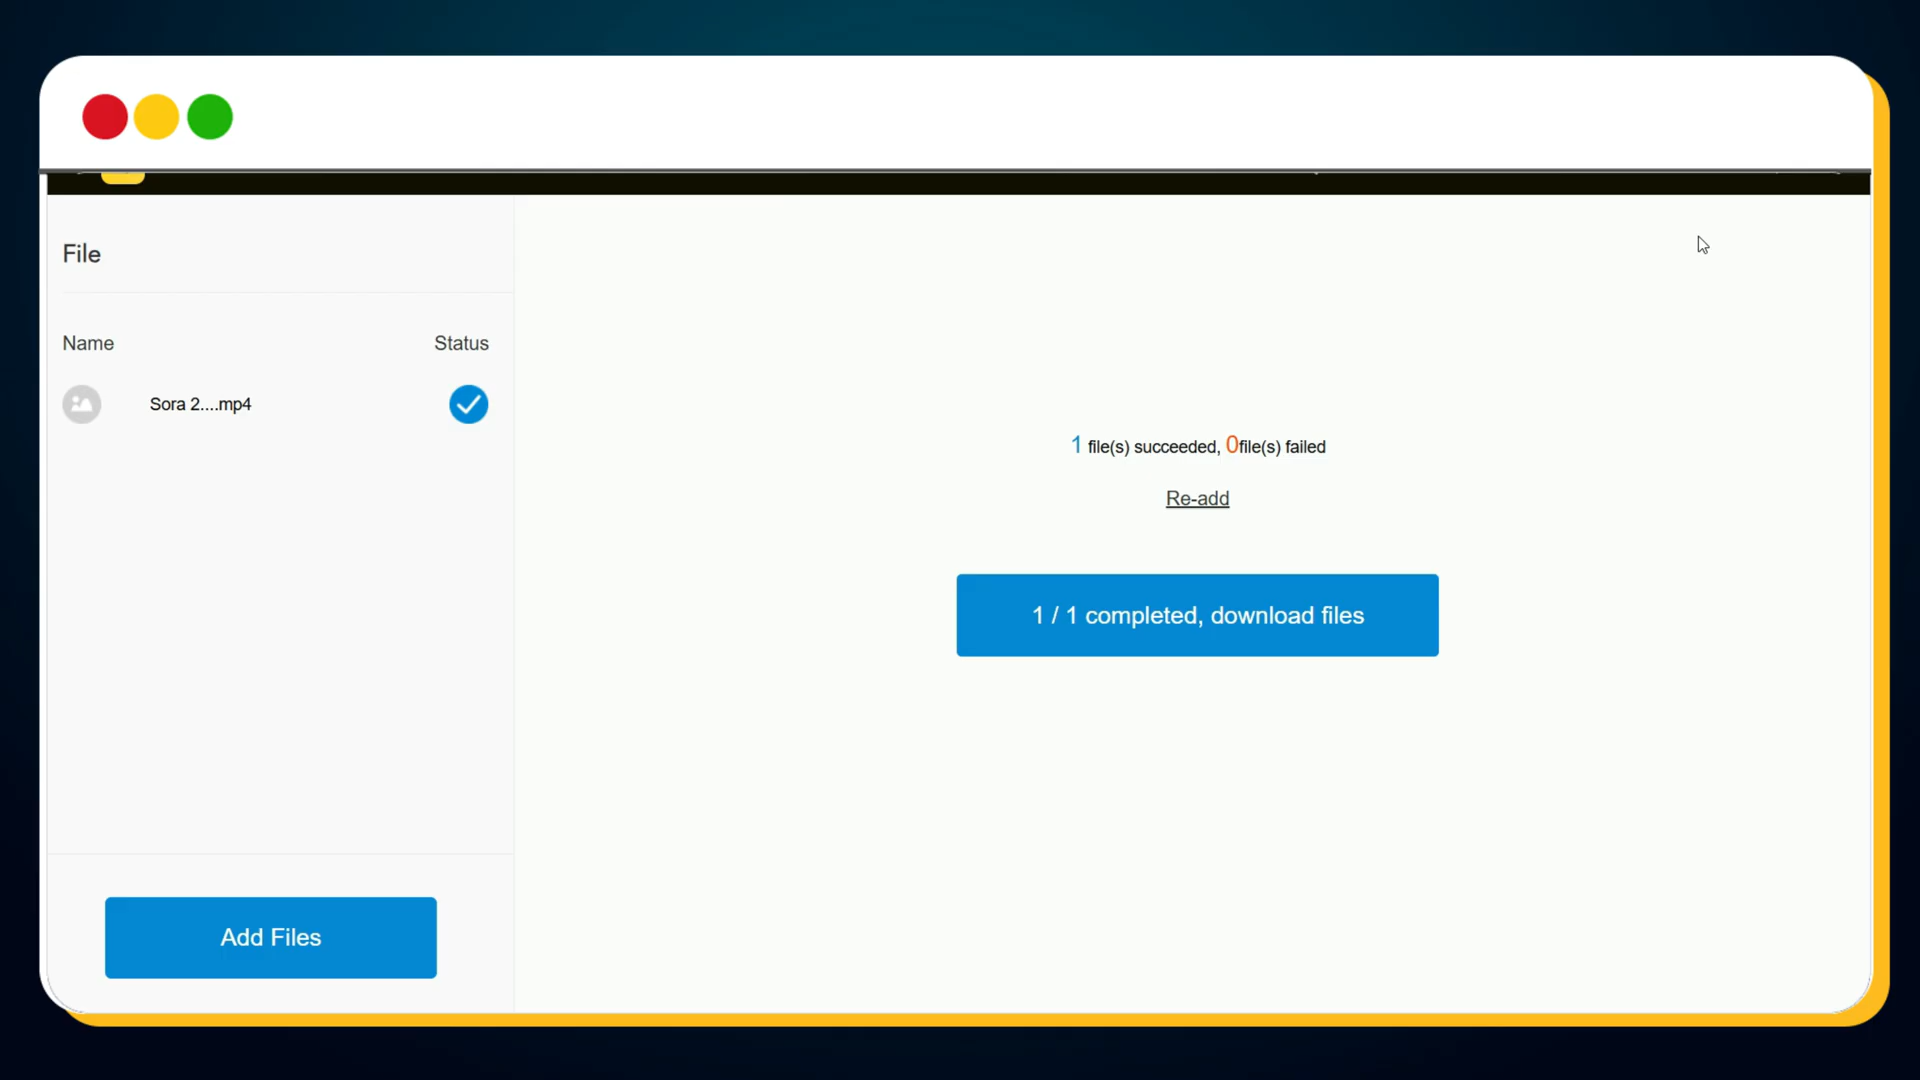 File
Name Status
Sora 2....mp4
1 file(s) succeeded, 0file(s) failed
Re-add
1 / 1 completed, download files
Add Files